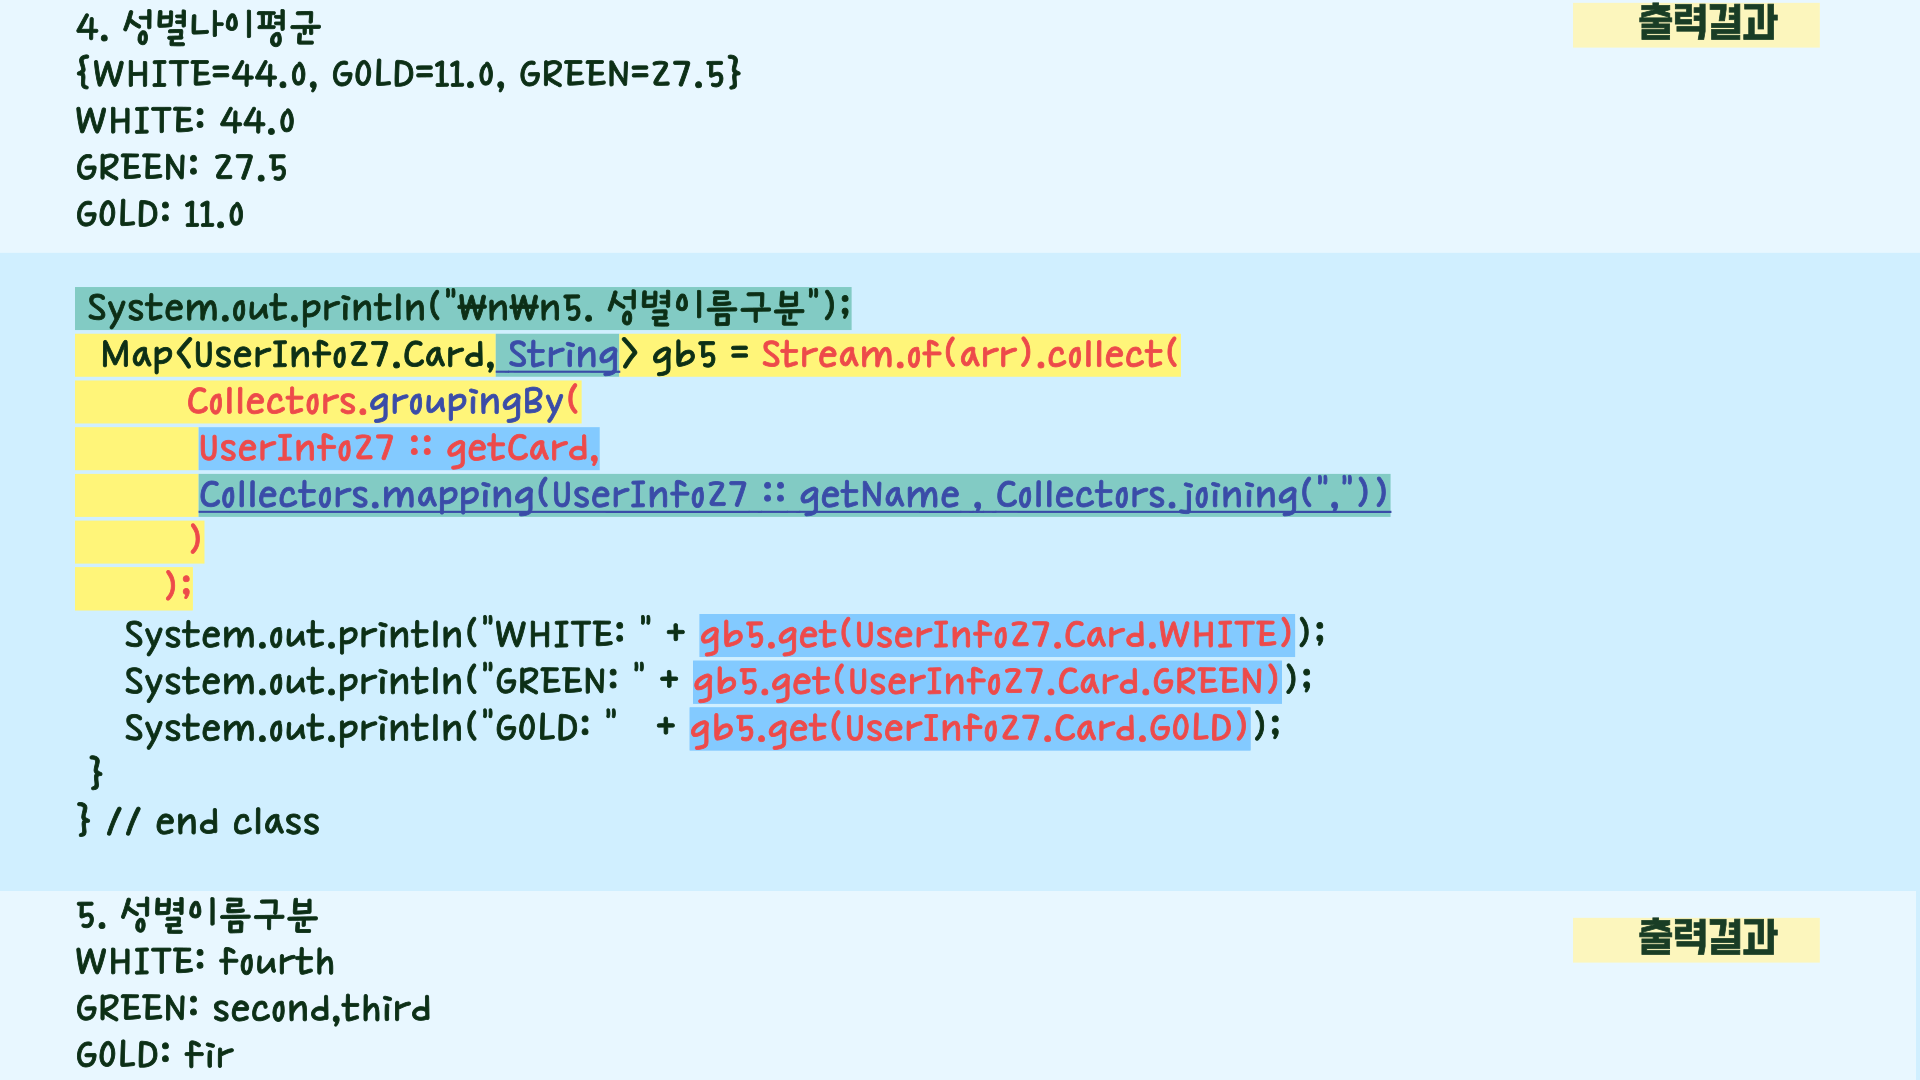 4. 성별나이평균
출력결과
{WHITE=44.0, GOLD=11.0, GREEN=27.5}
WHITE: 44.0
GREEN: 27.5
GOLD: 11.0
System.out.println("₩n₩n5. 성별이름구분");
Map<UserInfo27.Card, String> gb5 = Stream.of(arr).collect(
Collectors.groupingBy(
UserInfo27 :: getCard,
Collectors.mapping(UserInfo27 :: getName , Collectors.joining(","))
)
);
System.out.println("WHITE: " + gb5.get(UserInfo27.Card.WHITE));
System.out.println("GREEN: " + gb5.get(UserInfo27.Card.GREEN));
System.out.println("GOLD: " + gb5.get(UserInfo27.Card.GOLD));
}
} // end class
5. 성별이름구분
출력결과
WHITE: fourth
GREEN: second,third
GOLD: fir